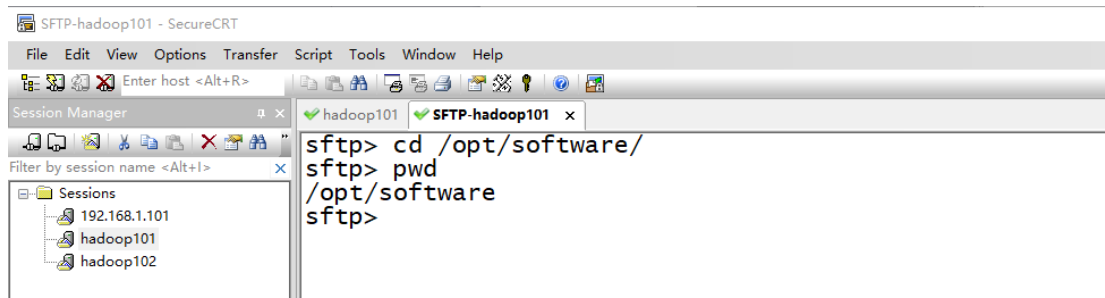 SFTP-hadoop101 - SecureCRT
File Edit View Options Transfer Script Tools Window Help
Enter host <Alt+R>
Session Manager
hadoop101 SFTP-hadoop101 x
Filter by session name <Alt+I>
Sessions
192.168.1.101
hadoop101
hadoop102
sftp> cd /opt/software/
sftp> pwd
/opt/software
sftp>